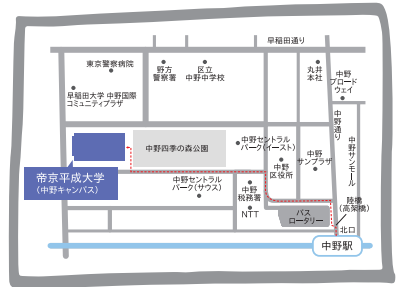 早稲田通り
東京警察病院
野方
警察署
区立
中野中学校
丸井
本社
中野
ブロード
ウェイ
早稲田大学 中野国際
コミュニティプラザ
中野通り
中野サンモール
中野四季の森公園
中野セントラル
パーク(イースト)
中野
サンプラザ
中野
区役所
帝京平成大学
(中野キャンパス)
中野セントラル
パーク(サウス)
中野
税務署
NTT
バス
ロータリー
陸橋
(高架橋)
北口
中野駅